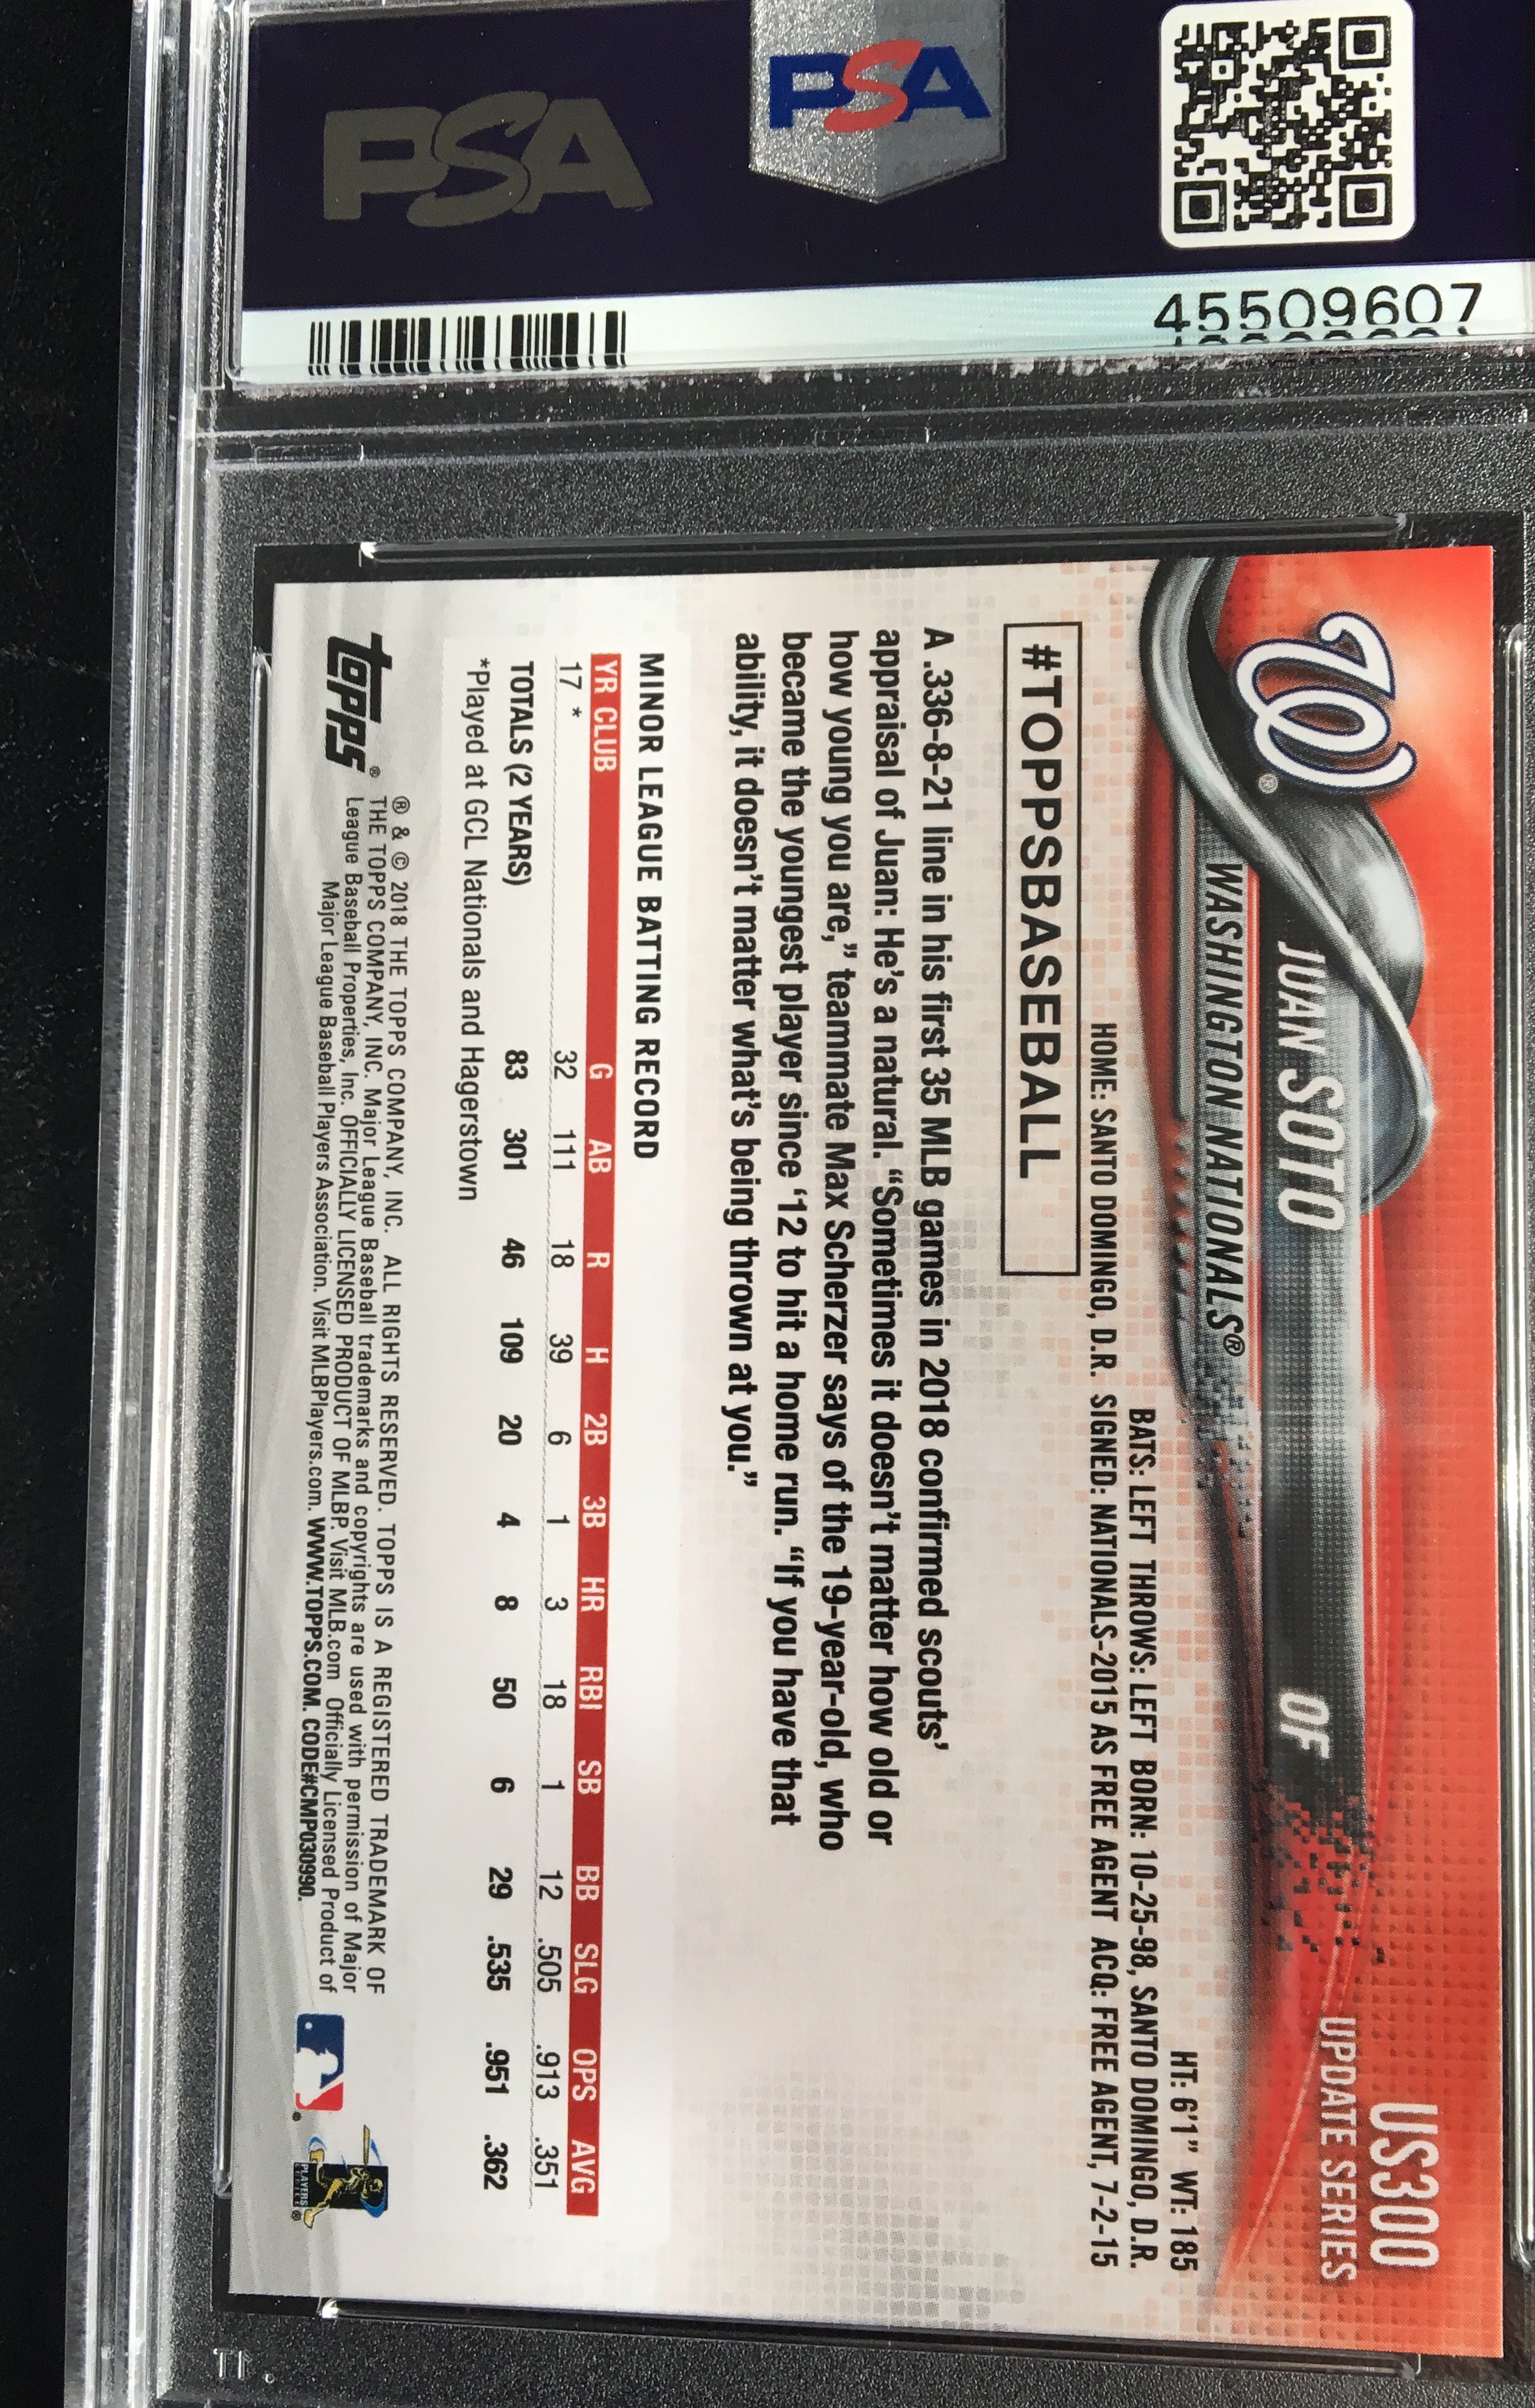 PSA
PSA
45509607
US300
UPDATE SERIES
W®
JUAN SOTO OF
WASHINGTON NATIONALS®
HT: 6'1" WT: 185
BATS: LEFT THROWS: LEFT BORN: 10-25-98, SANTO DOMINGO, D.R.
HOME: SANTO DOMINGO, D.R. SIGNED: NATIONALS-2015 AS FREE AGENT ACQ: FREE AGENT, 7-2-15
#TOPPSBASEBALL
A .336-8-21 line in his first 35 MLB games in 2018 confirmed scouts’
appraisal of Juan: He’s a natural. “Sometimes it doesn’t matter how old or
how young you are,” teammate Max Scherzer says of the 19-year-old, who
became the youngest player since ‘12 to hit a home run. “If you have that
ability, it doesn’t matter what’s being thrown at you.”
MINOR LEAGUE BATTING RECORD
YR CLUB G AB R H 2B 3B HR RBI SB BB SLG OPS AVG
17 * 32 111 18 39 6 1 3 18 1 12 .505 .913 .351
TOTALS (2 YEARS) 83 301 46 109 20 4 8 50 6 29 .535 .951 .362
*Played at GCL Nationals and Hagerstown
topps®
® & © 2018 THE TOPPS COMPANY, INC. ALL RIGHTS RESERVED. TOPPS IS A REGISTERED TRADEMARK OF
THE TOPPS COMPANY, INC. Major League Baseball trademarks and copyrights are used with permission of Major
League Baseball Properties, Inc. OFFICIALLY LICENSED PRODUCT OF MLBP. Visit MLB.com Officially Licensed Product of
Major League Baseball Players Association. Visit MLBPlayers.com. WWW.TOPPS.COM. CODE#CMP030990.
PLAYERS